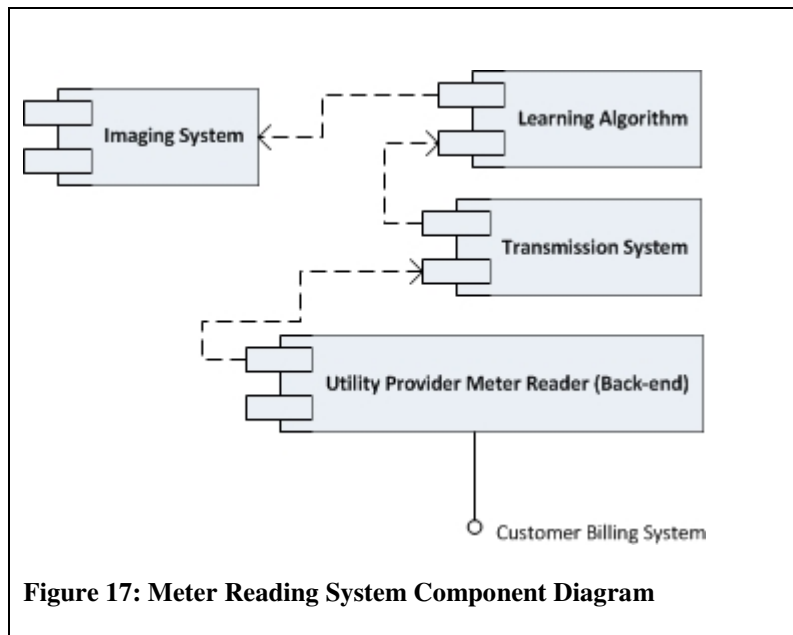 Imaging System
Learning Algorithm
Transmission System
Utility Provider Meter Reader (Back-end)
Customer Billing System
Figure 17: Meter Reading System Component Diagram